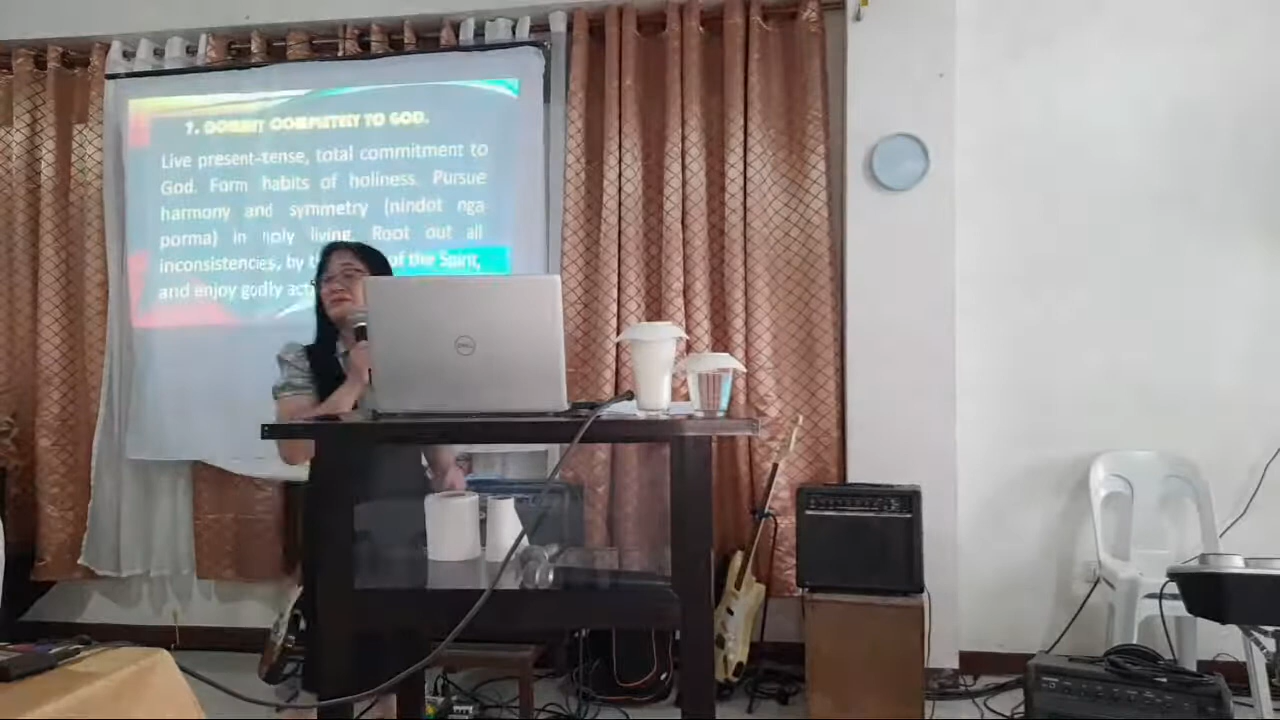 COMMIT COMPLETELY TO GOD.
Live present-tense, total commitment to
God. Form habits of holiness. Pursue
harmony and symmetry (nindot nga
porma) in holy living. Root out all
inconsistencies, by of the Spirit,
and enjoy godly
DELL